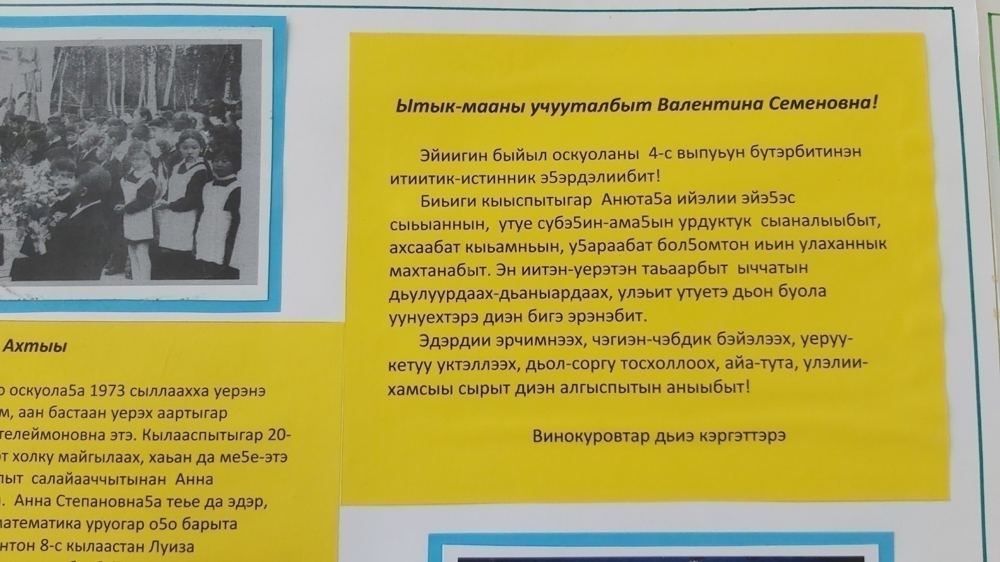 Ытык-мааны учууталбыт Валентина Семеновна!
Эйиигин быйыл оскуоланы 4-с выпуьун бутэрбитинэн
итиитик-истинник э5эрдэлиибит!
Биьиги кыыспытыгар Анюта5а ийэлии эйэ5эс
сыьыаннын, утуе субэ5ин-ама5ын урдуктук сыаналыыбыт,
ахсаабат кыьамньын, у5араабат бол5омтон иьин улаханнык
махтанабыт. Эн иитэн-уерэтэн таьаарбыт ыччатын
дьулуурдаах-дьаныардаах, улэьит утуетэ дьон буола
уунуехтэрэ диэн бигэ эрэнэбит.
Эдэрдии эрчимнээх, чэгиэн-чэбдик бэйэлээх, уеруу-
кетуу уктэллээх, дьол-соргу тосхоллоох, айа-тута, улэлии-
хамсыы сырыт диэн алгыспытын аныыбыт!
Винокуровтар дьиэ кэргэттэрэ
Ахтыы
оскуола5а 1973 сыллаахха уерэнэ
аан бастаан уерэх аартыгар
этэ. Кылааспытыгар 20-
холку майгылаах, хаьан да ме5е-этэ
салайааччытынан Анна
Анна Степановна5а теье да эдэр,
математика уруогар о5о барыта
8-с кылаастан Луиза